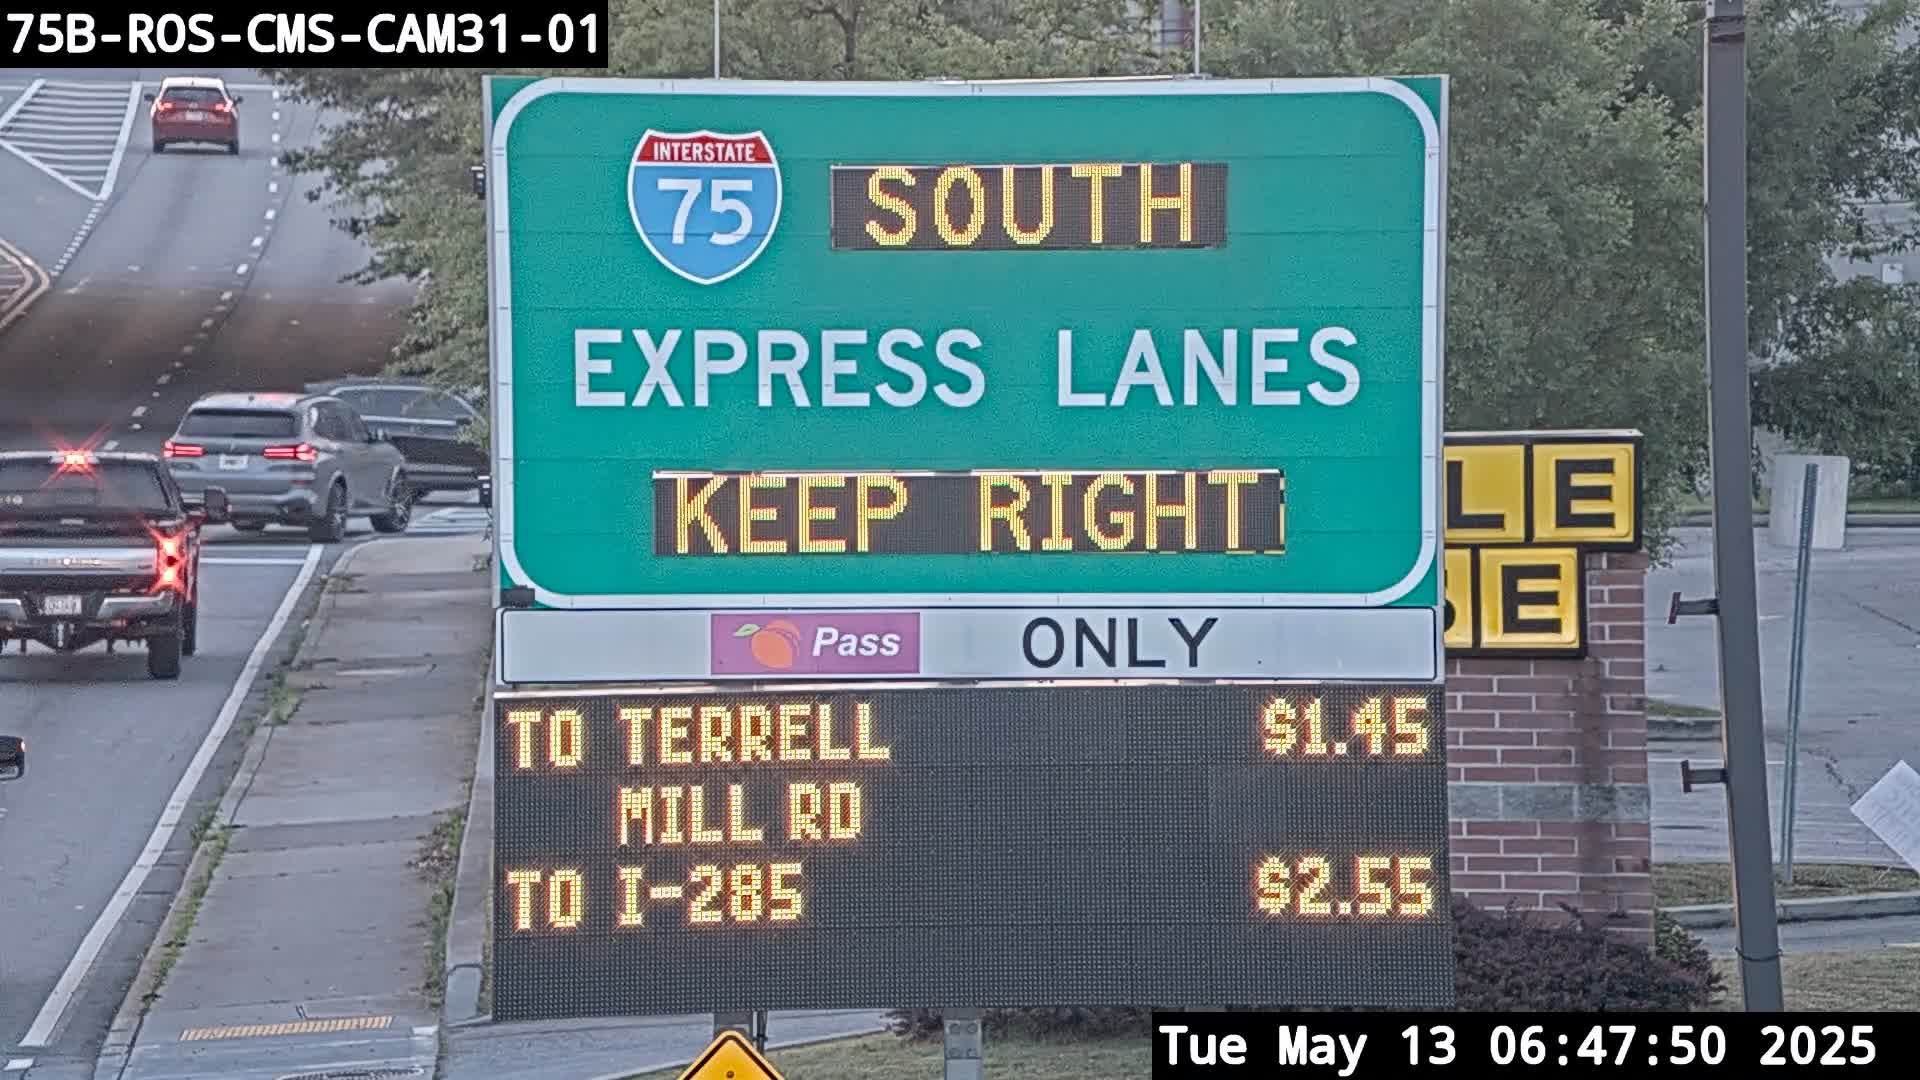 75B-ROS-CMS-CAM31-01
INTERSTATE
75
SOUTH
EXPRESS LANES
KEEP RIGHT
Pass ONLY
TO TERRELL $1.45
MILL RD
TO I-285 $2.55
LE
E
Tue May 13 06:47:50 2025